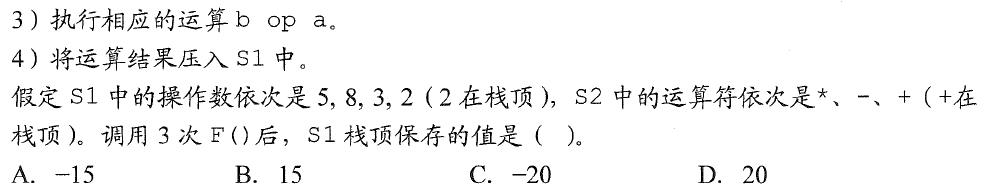 3）执行相应的运算b op a。
4）将运算结果压入 S1 中。
假定 S1 中的操作数依次是 5, 8, 3, 2（2 在栈顶），S2 中的运算符依次是*、-、+（+在
栈顶）。调用 3 次 F()后，S1 栈顶保存的值是（ ）。
A. −15 B. 15 C. −20 D. 20